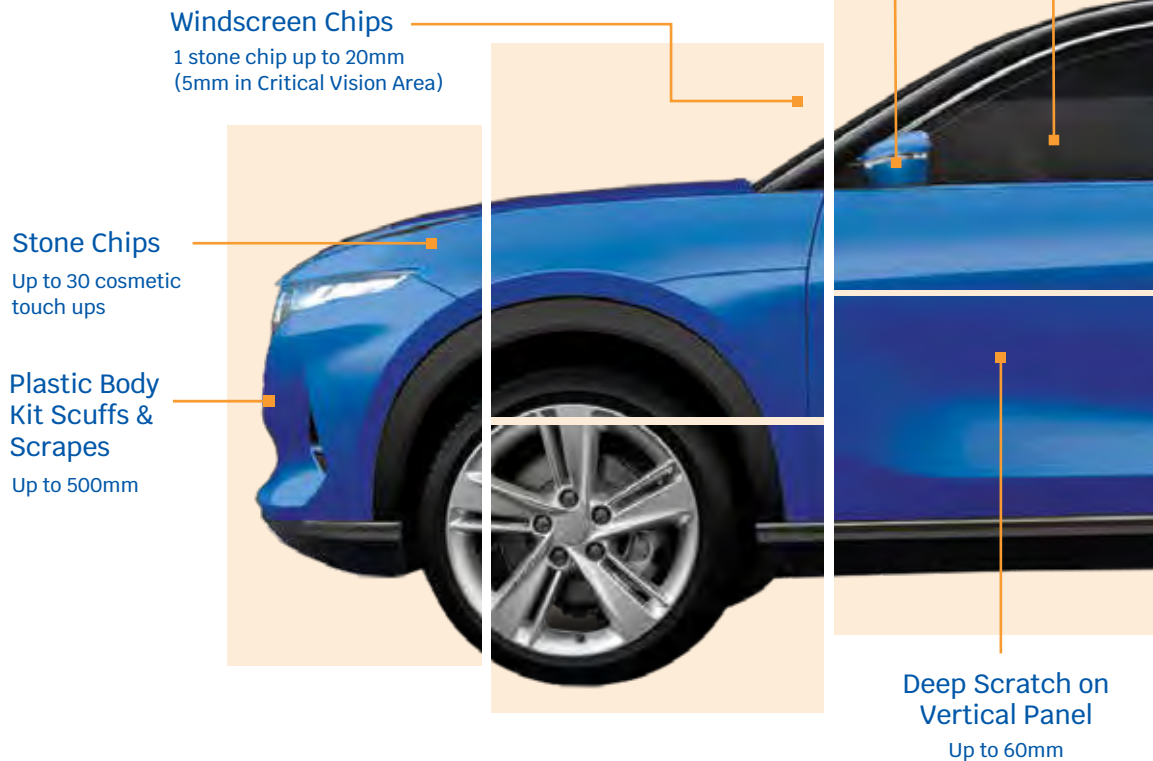 Windscreen Chips
1 stone chip up to 20mm
(5mm in Critical Vision Area)
Stone Chips
Up to 30 cosmetic
touch ups
Plastic Body
Kit Scuffs &
Scrapes
Up to 500mm
Deep Scratch on
Vertical Panel
Up to 60mm